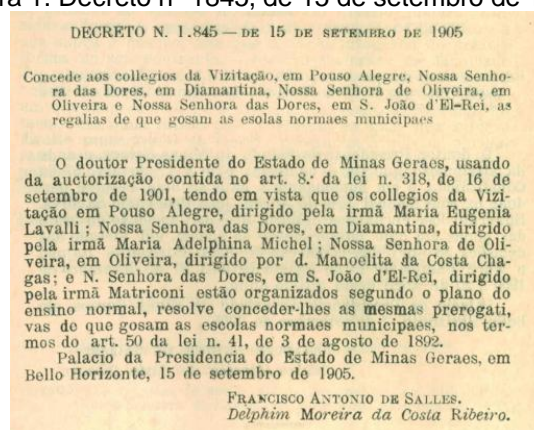 ra 1: Decreto nº 1845, de 15 de setembro de
DECRETO N. 1.845 — DE 15 DE SETEMBRO DE 1905
Concede aos collegios da Vizitação, em Pouso Alegre, Nossa Senho-
ra das Dores, em Diamantina, Nossa Senhora de Oliveira, em
Oliveira e Nossa Senhora das Dores, em S. João d'El-Rei, as
regalias de que gosam as esolas normaes municipaes
O doutor Presidente do Estado de Minas Geraes, usando
da auctorização contida no art. 8.º da lei n. 318, de 16 de
setembro de 1901, tendo em vista que os collegios da Vizi-
tação em Pouso Alegre, dirigido pela irmã Maria Eugenia
Lavalli ; Nossa Senhora das Dores, em Diamantina, dirigido
pela irmã Maria Adelphina Michel ; Nossa Senhora de Oli-
veira, em Oliveira, dirigido por d. Manoelita da Costa Cha-
gas; e N. Senhora das Dores, em S. João d'El-Rei, dirigido
pela irmã Matriconi estão organizados segundo o plano do
ensino normal, resolve conceder-lhes as mesmas prerogati,
vas de que gosam as escolas normaes municipaes, nos ter-
mos do art. 50 da lei n. 41, de 3 de agosto de 1892.
Palacio da Presidencia do Estado de Minas Geraes, em
Bello Horizonte, 15 de setembro de 1905.
FRANCISCO ANTONIO DE SALLES.
Delphim Moreira da Costa Ribeiro.